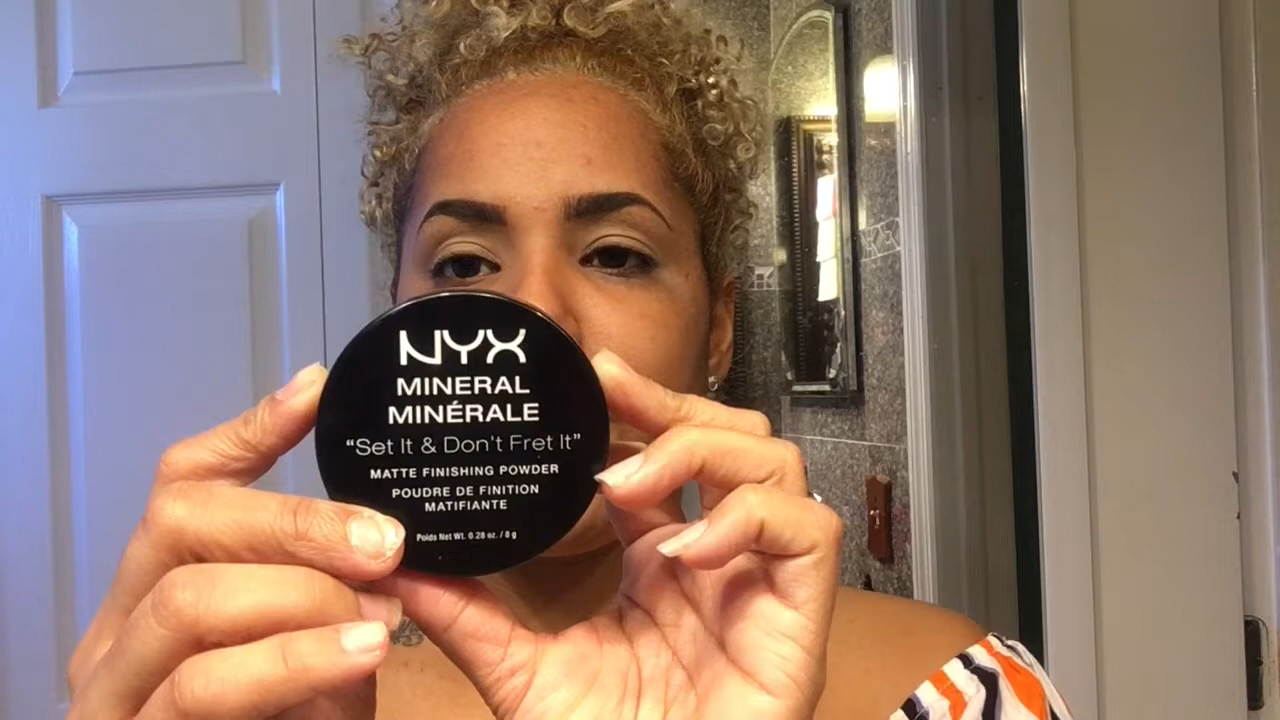 NYX
MINERAL
MINÉRALE
“Set It & Don't Fret It”
MATTE FINISHING POWDER
POUDRE DE FINITION
MATIFIANTE
Poids Net Wt. 0.28 oz. / 8 g